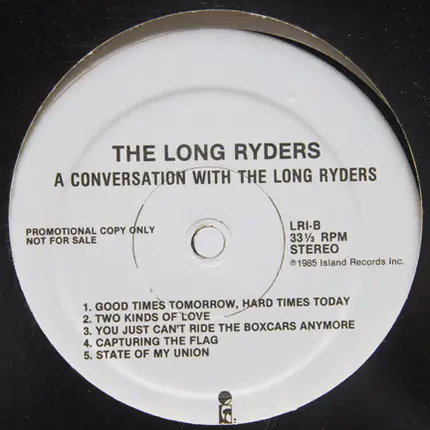 THE LONG RYDERS
A CONVERSATION WITH THE LONG RYDERS
PROMOTIONAL COPY ONLY
NOT FOR SALE
LRI-B
33⅓ RPM
STEREO
℗1985 Island Records Inc.
1. GOOD TIMES TOMORROW, HARD TIMES TODAY
2. TWO KINDS OF LOVE
3. YOU JUST CAN'T RIDE THE BOXCARS ANYMORE
4. CAPTURING THE FLAG
5. STATE OF MY UNION